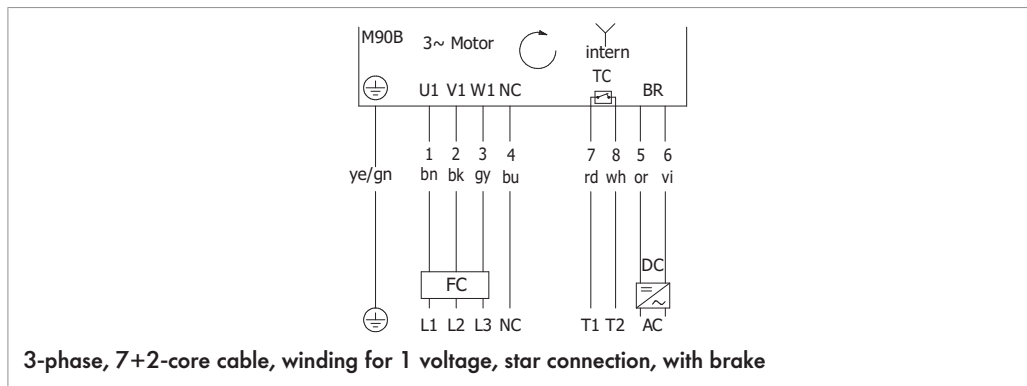 M90B 3~ Motor
intern
TC
U1 V1 W1 NC BR
1 2 3 4 7 8 5 6
ye/gn bn bk gy bu rd wh or vi
DC
FC
L1 L2 L3 NC T1 T2 AC
3-phase, 7+2-core cable, winding for 1 voltage, star connection, with brake